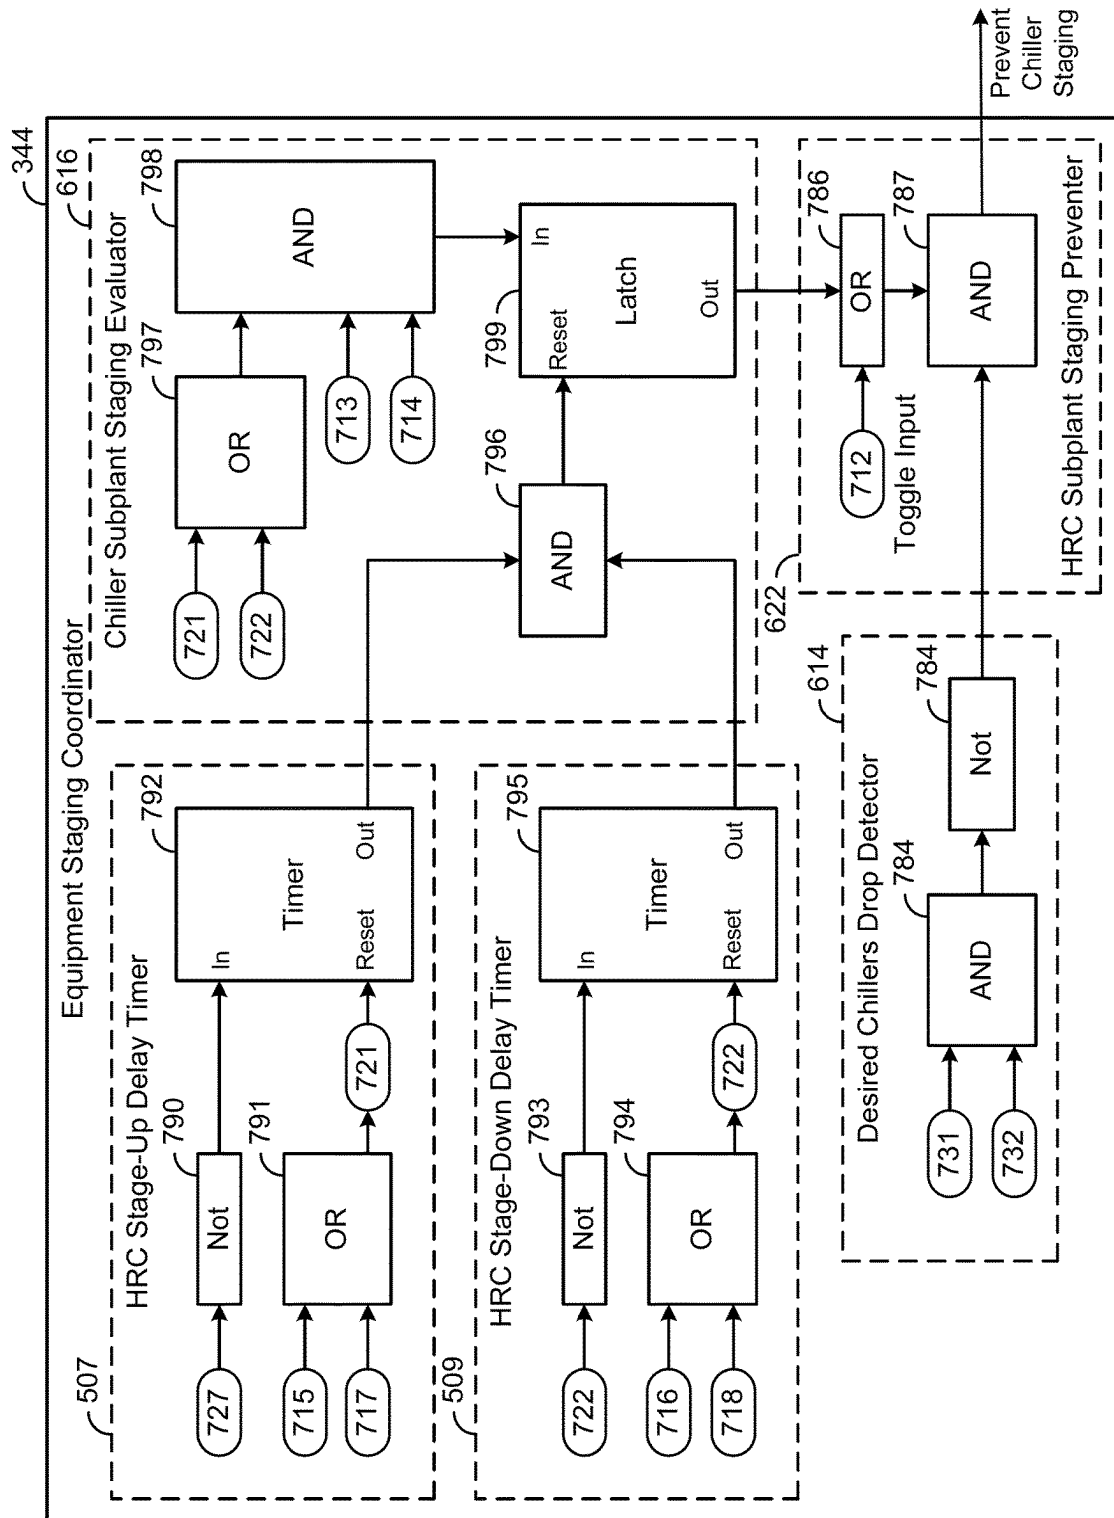 344
Equipment Staging Coordinator
507
HRC Stage-Up Delay Timer
727
790
Not
715
717
791
OR
721
792
In
Timer
Reset
Out
616
Chiller Subplant Staging Evaluator
721
722
797
OR
713
714
798
AND
796
AND
799
In
Reset
Latch
Out
509
HRC Stage-Down Delay Timer
722
793
Not
716
718
794
OR
722
795
In
Timer
Reset
Out
614
Desired Chillers Drop Detector
731
732
784
AND
784
Not
622
712
Toggle Input
786
OR
787
AND
HRC Subplant Staging Preventer
Prevent
Chiller
Staging